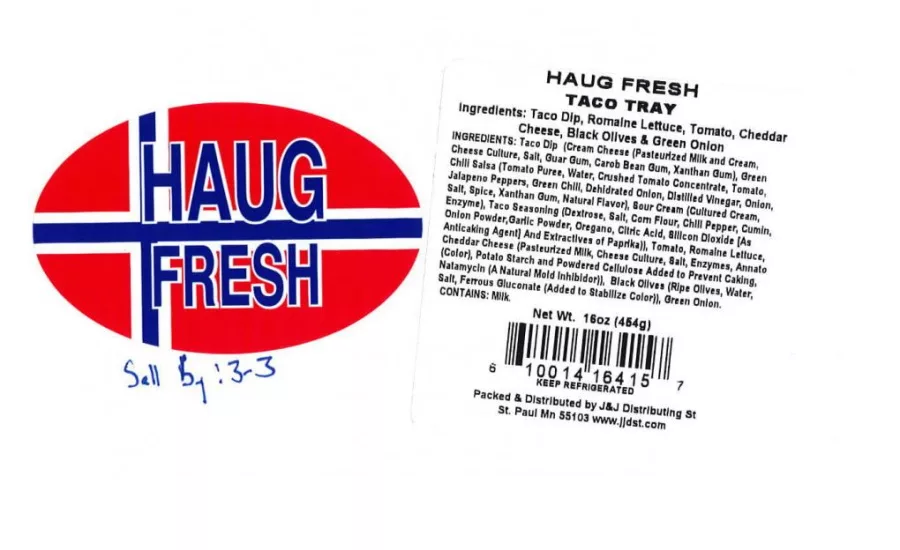 HAUG
FRESH
Sell By : 3-3
HAUG FRESH
TACO TRAY
Ingredients: Taco Dip, Romaine Lettuce, Tomato, Cheddar
Cheese, Black Olives & Green Onion
INGREDIENTS: Taco Dip (Cream Cheese (Pasteurized Milk and Cream,
Cheese Culture, Salt, Guar Gum, Carob Bean Gum, Xanthan Gum), Green
Chili Salsa (Tomato Puree, Water, Crushed Tomato Concentrate, Tomato,
Jalapeno Peppers, Green Chili, Dehidrated Onion, Distilled Vinegar, Onion,
Salt, Spice, Xanthan Gum, Natural Flavor), Sour Cream (Cultured Cream,
Enzyme), Taco Seasoning (Dextrose, Salt, Corn Flour, Chili Pepper, Cumin,
Onion Powder,Garlic Powder, Oregano, Citric Acid, Silicon Dioxide [As
Anticaking Agent] And Extractives of Paprika)), Tomato, Romaine Lettuce,
Cheddar Cheese (Pasteurized Milk, Cheese Culture, Salt, Enzymes, Annato
(Color), Potato Starch and Powdered Cellulose Added to Prevent Caking,
Natamycin (A Natural Mold Inhibidor)), Black Olives (Ripe Olives, Water,
Salt, Ferrous Gluconate (Added to Stabilize Color)), Green Onion.
CONTAINS: Milk.
Net Wt. 16oz (454g)
6 10014 16415 7
KEEP REFRIGERATED
Packed & Distributed by J&J Distributing St
St. Paul Mn 55103 www.jjdst.com